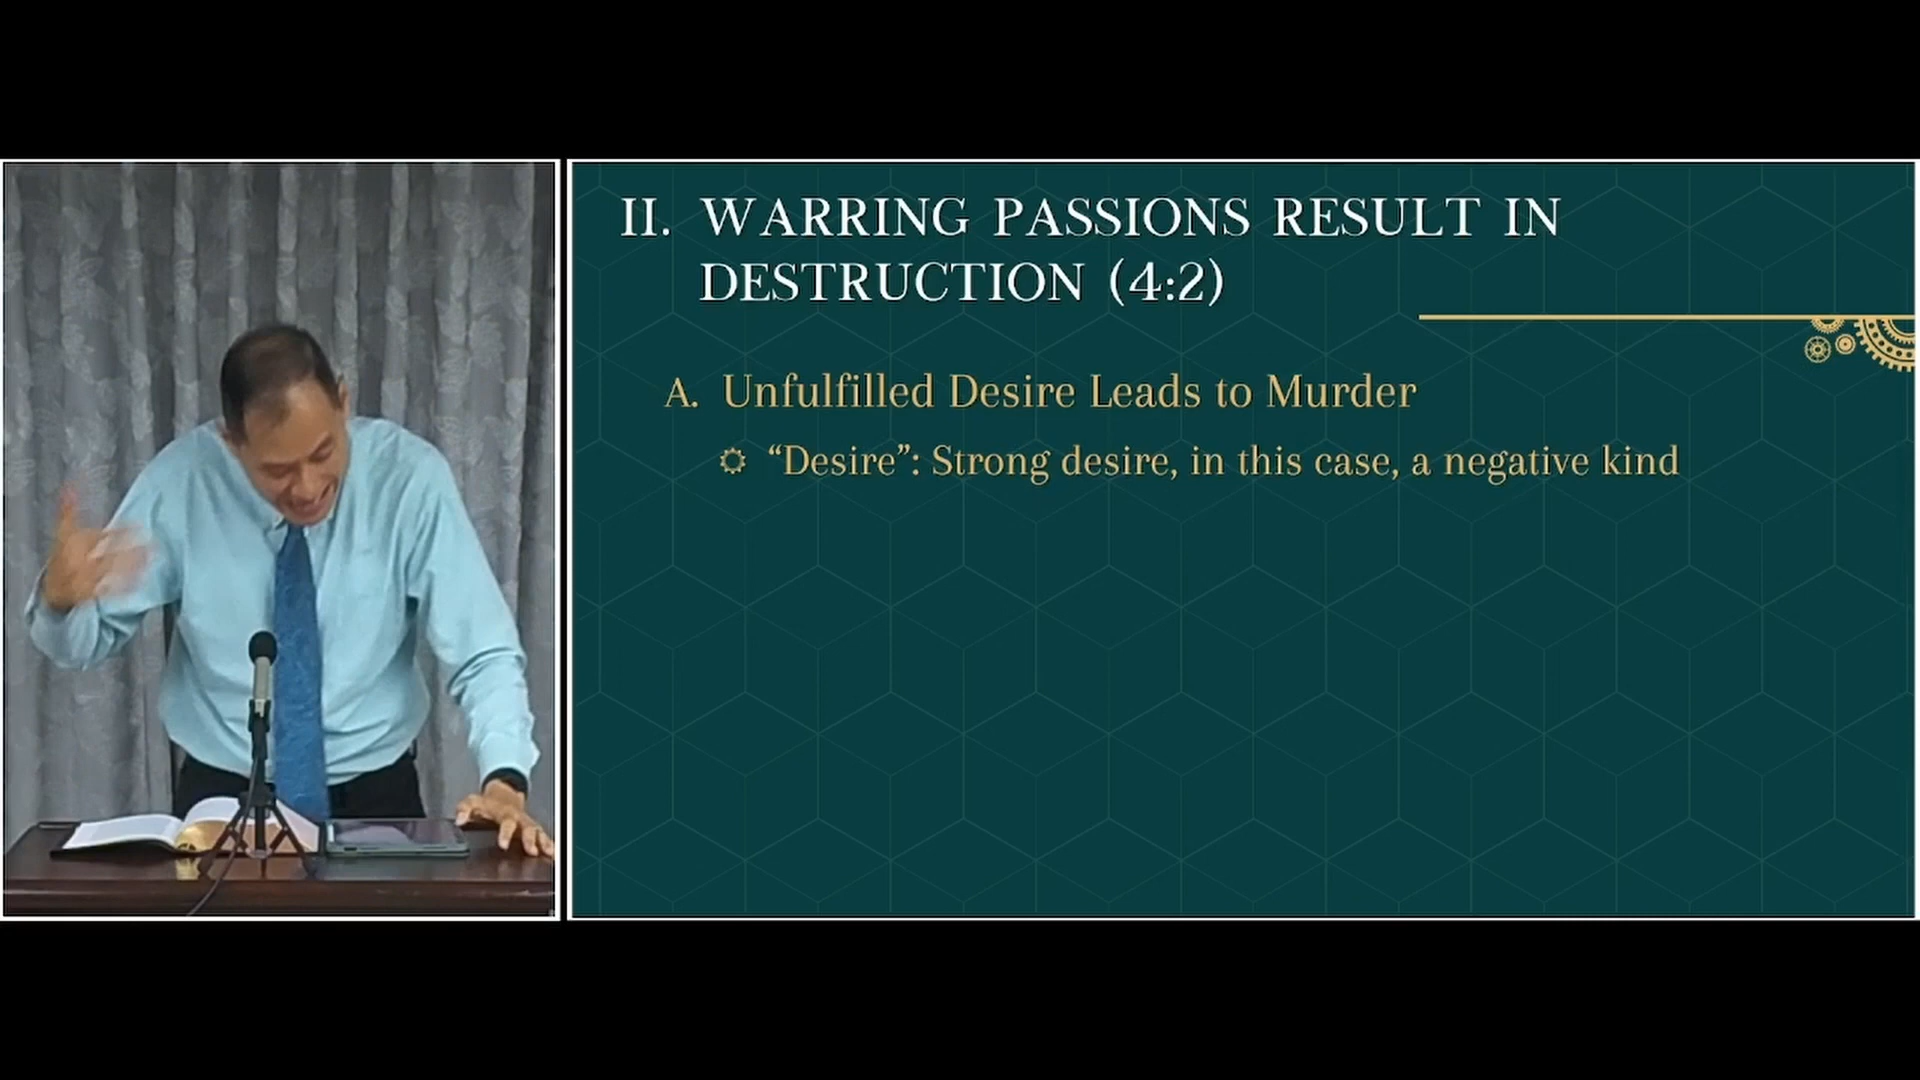 II. WARRING PASSIONS RESULT IN
DESTRUCTION (4:2)
A. Unfulfilled Desire Leads to Murder
“Desire”: Strong desire, in this case, a negative kind